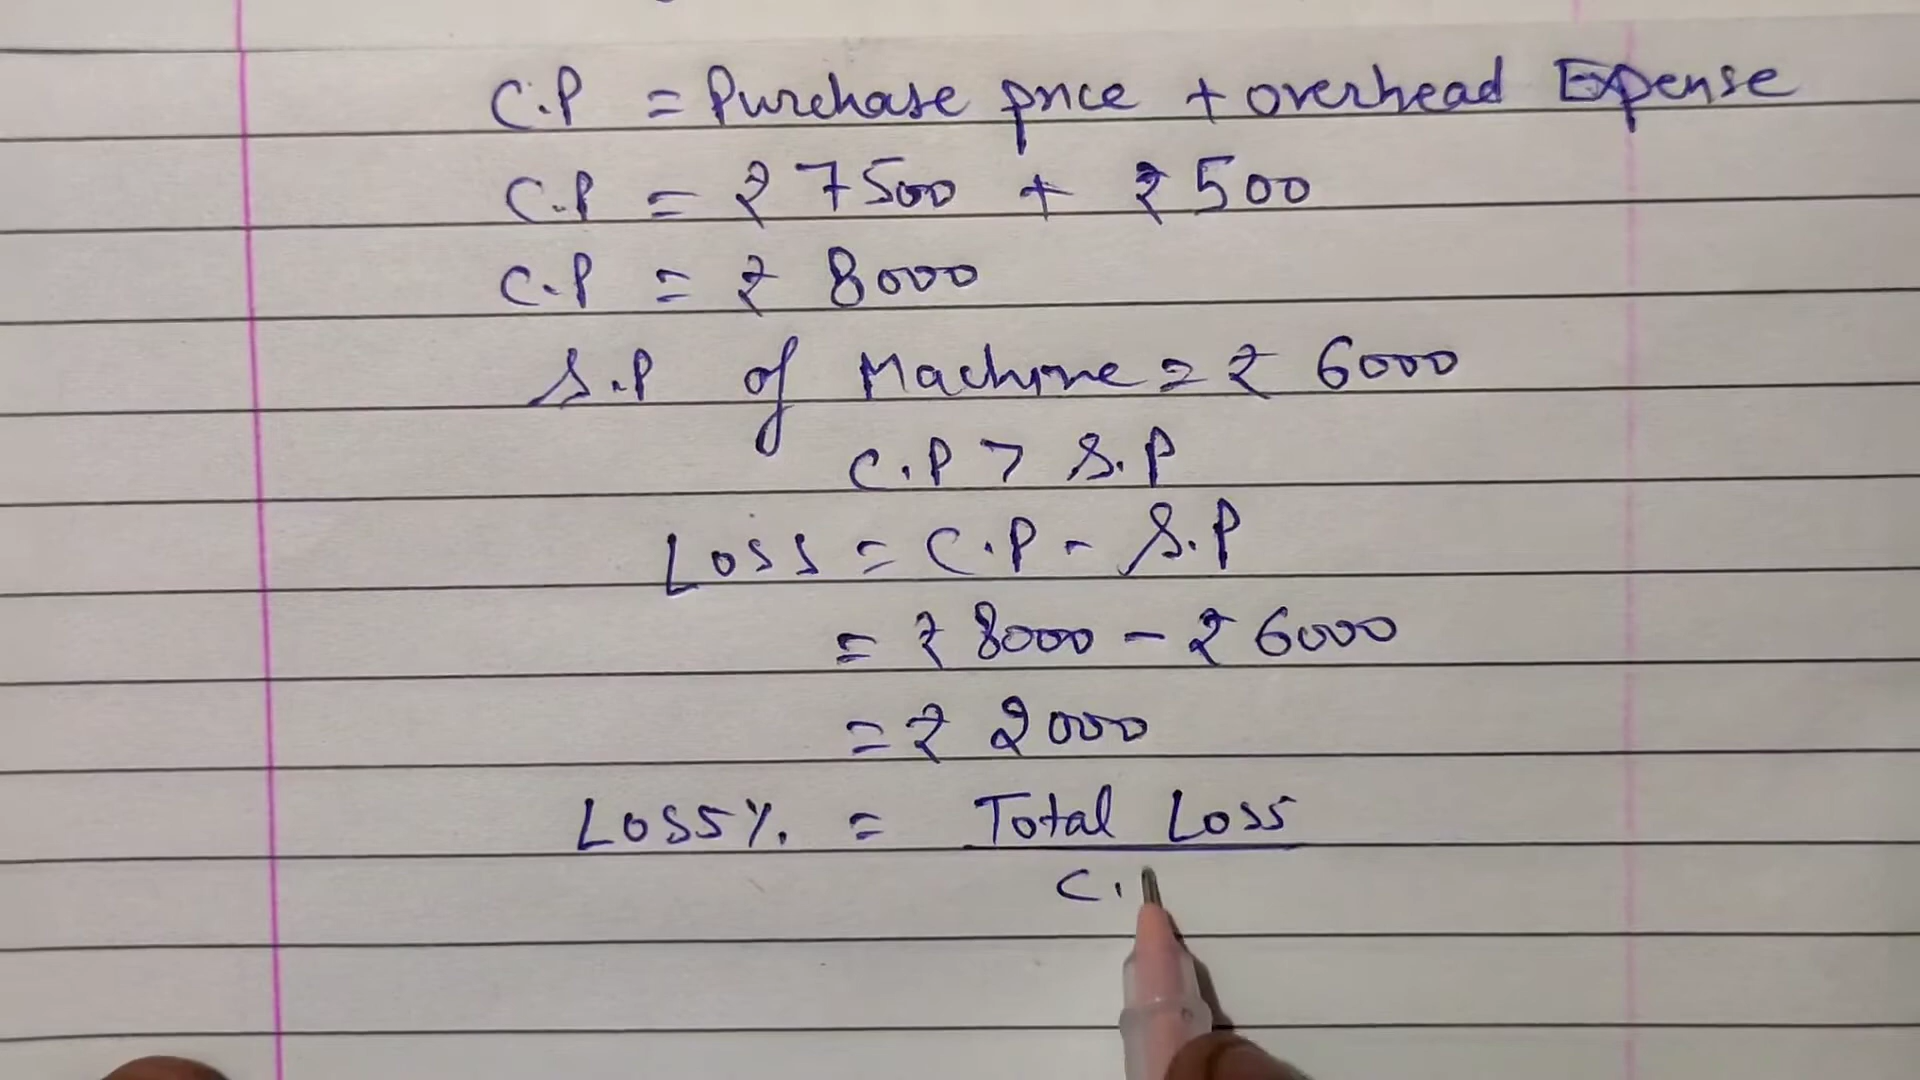 C.P = Purchase price + overhead Expense
C.P = ₹ 7500 + ₹ 500
C.P = ₹ 8000
S.P of Machine = ₹ 6000
C.P > S.P
Loss = C.P - S.P
= ₹ 8000 - ₹ 6000
= ₹ 2000
Loss % = Total Loss
C.